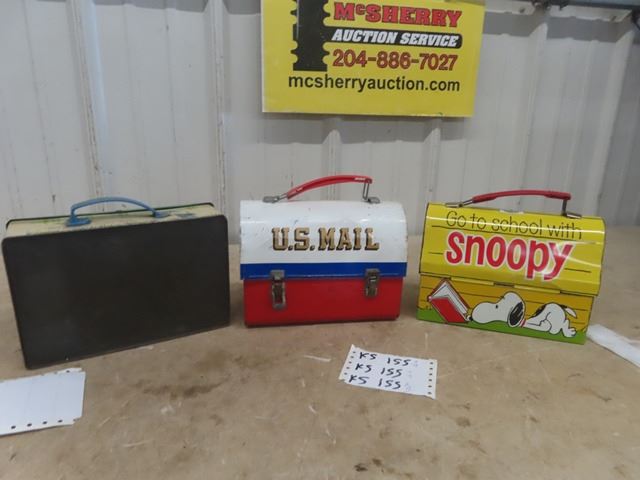 McSHERRY
AUCTION SERVICE
204-886-7027
mcsherryauction.com
U.S. MAIL
Go to school with
Snoopy
KS 155
KS 155
KS 155